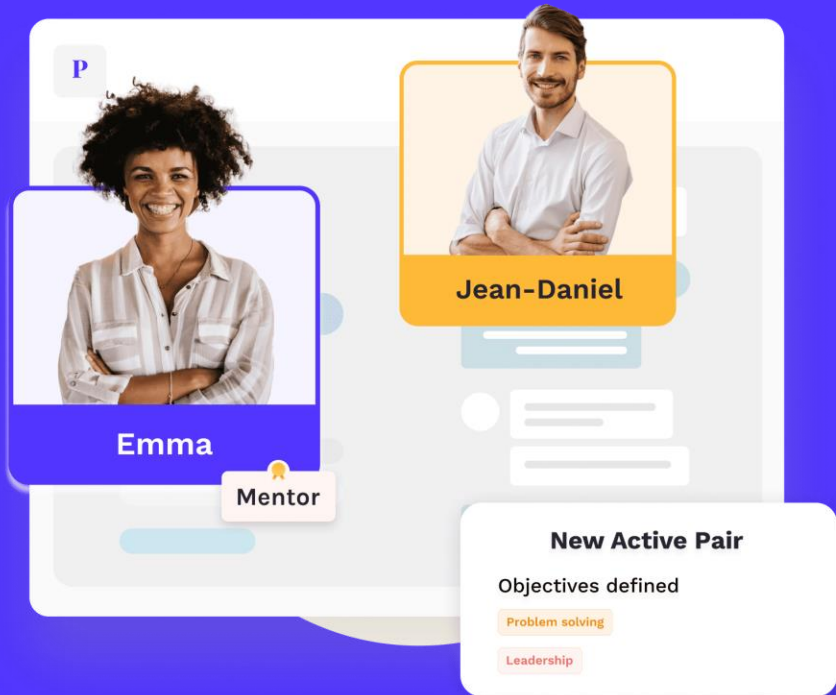 P
Jean-Daniel
Emma
Mentor
New Active Pair
Objectives defined
Problem solving
Leadership